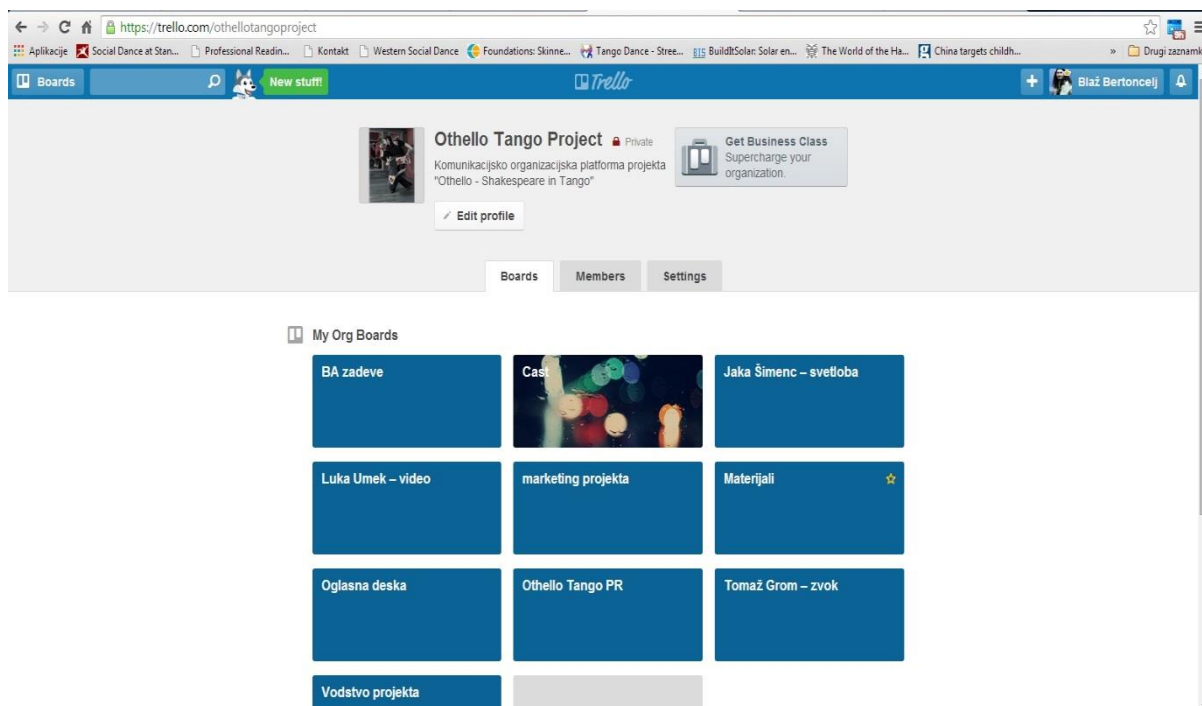 https://trello.com/othellotangoproject
Aplikacije Social Dance at Stan... Professional Readin... Kontakt Western Social Dance Foundations: Skinne... Tango Dance - Stree... BIS BuildItSolar: Solar en... The World of the Ha... China targets childh... » Drugi zaznamk
Boards New stuff! Trello + Blaž Bertoncelj
Othello Tango Project Private
Komunikacijsko organizacijska platforma projekta
"Othello - Shakespeare in Tango"
Edit profile
Get Business Class
Supercharge your
organization.
Boards Members Settings
My Org Boards
BA zadeve Cast Jaka Šimenc – svetloba
Luka Umek – video marketing projekta Materijali
Oglasna deska Othello Tango PR Tomaž Grom – zvok
Vodstvo projekta